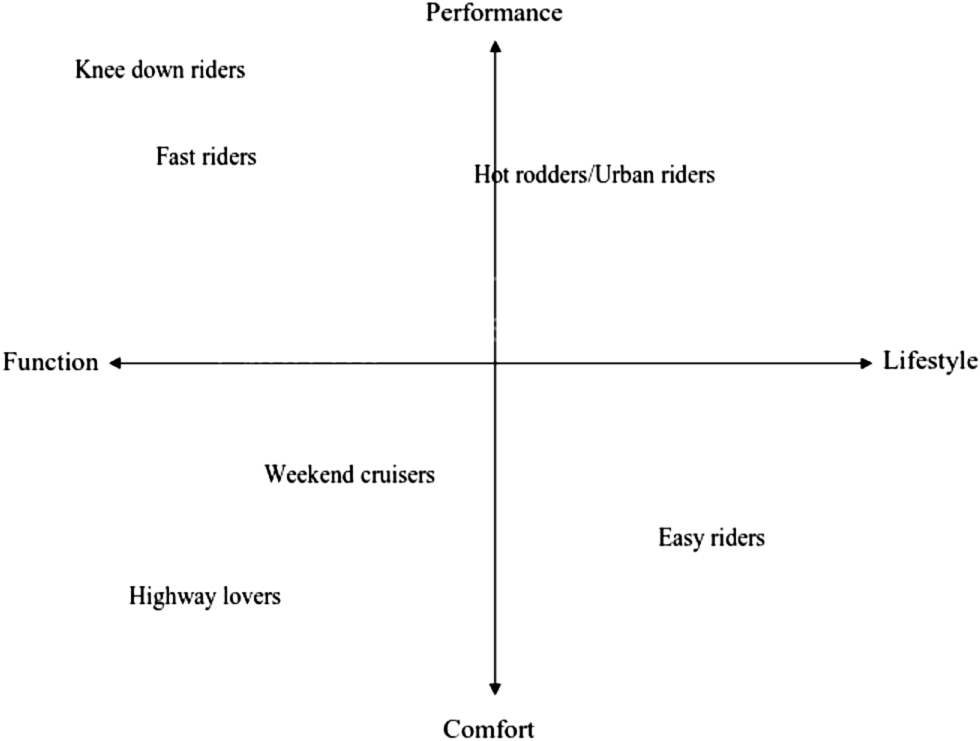 Performance
Knee down riders
Fast riders
Hot rodders/Urban riders
Function
Lifestyle
Weekend cruisers
Easy riders
Highway lovers
Comfort